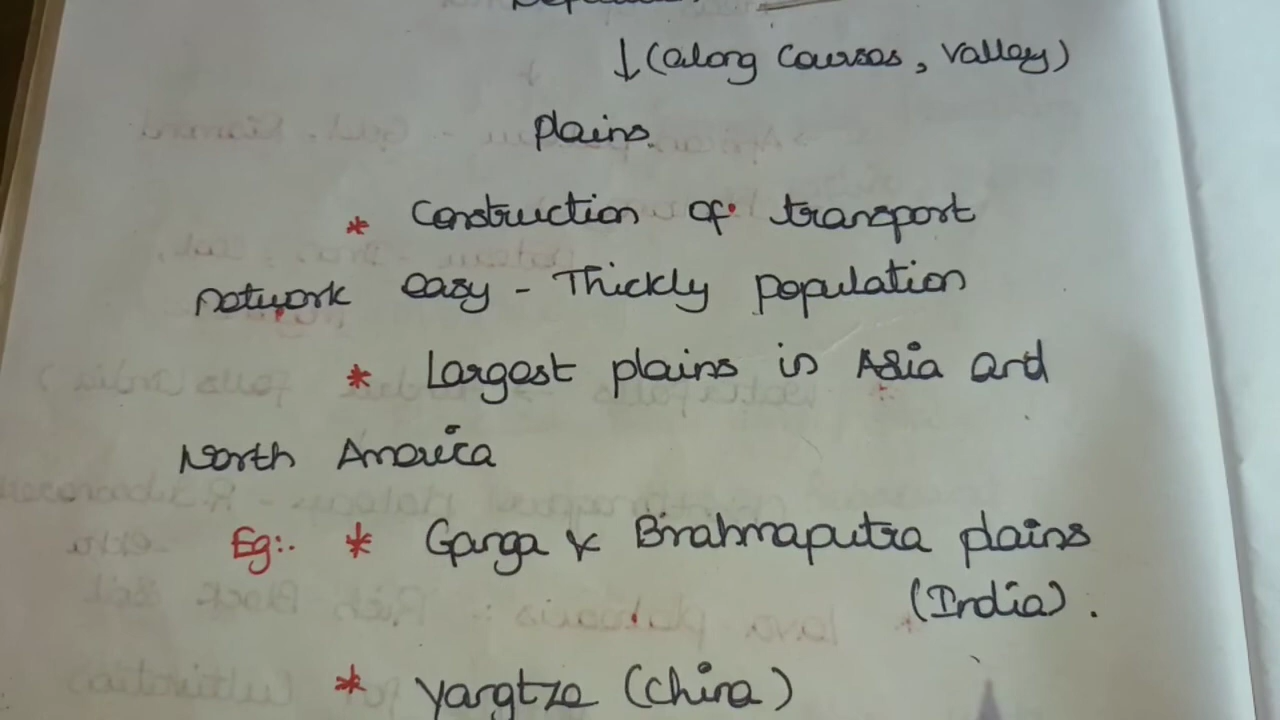 ↓ (along courses, valley)
plains.
* Construction of transport
network easy - Thickly population
* Largest plains in Asia and
North America
Eg:- * Ganga & Brahmaputra plains
(India).
* Yangtze (China)